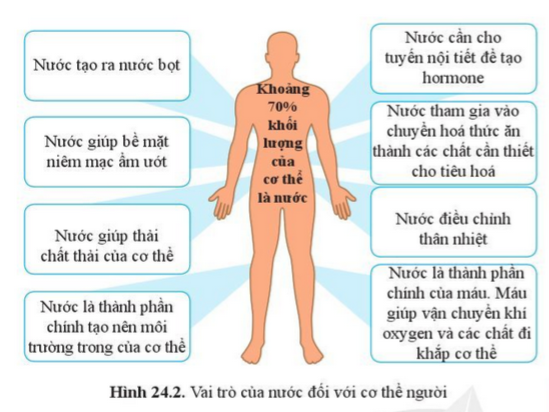 Nước tạo ra nước bọt
Nước giúp bề mặt
niêm mạc ẩm ướt
Nước giúp thải
chất thải của cơ thể
Nước là thành phần
chính tạo nên môi
trường trong của cơ thể
Khoảng
70%
khối
lượng
của
cơ thể
là nước
Nước cần cho
tuyến nội tiết để tạo
hormone
Nước tham gia vào
chuyển hoá thức ăn
thành các chất cần thiết
cho tiêu hoá
Nước điều chỉnh
thân nhiệt
Nước là thành phần
chính của máu. Máu
giúp vận chuyển khí
oxygen và các chất đi
khắp cơ thể
Hình 24.2. Vai trò của nước đối với cơ thể người